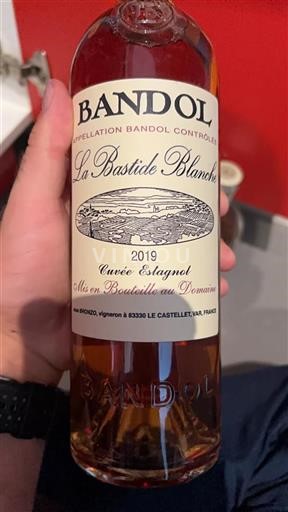 BANDOL
APPELLATION BANDOL CONTRÔLÉE
La Bastide Blanche
2019
VINOU
Cuvée Estagnol
Mis en Bouteille au Domaine
BRONZO, vigneron à 83330 LE CASTELLET, VAR, FRANCE
BANDOL